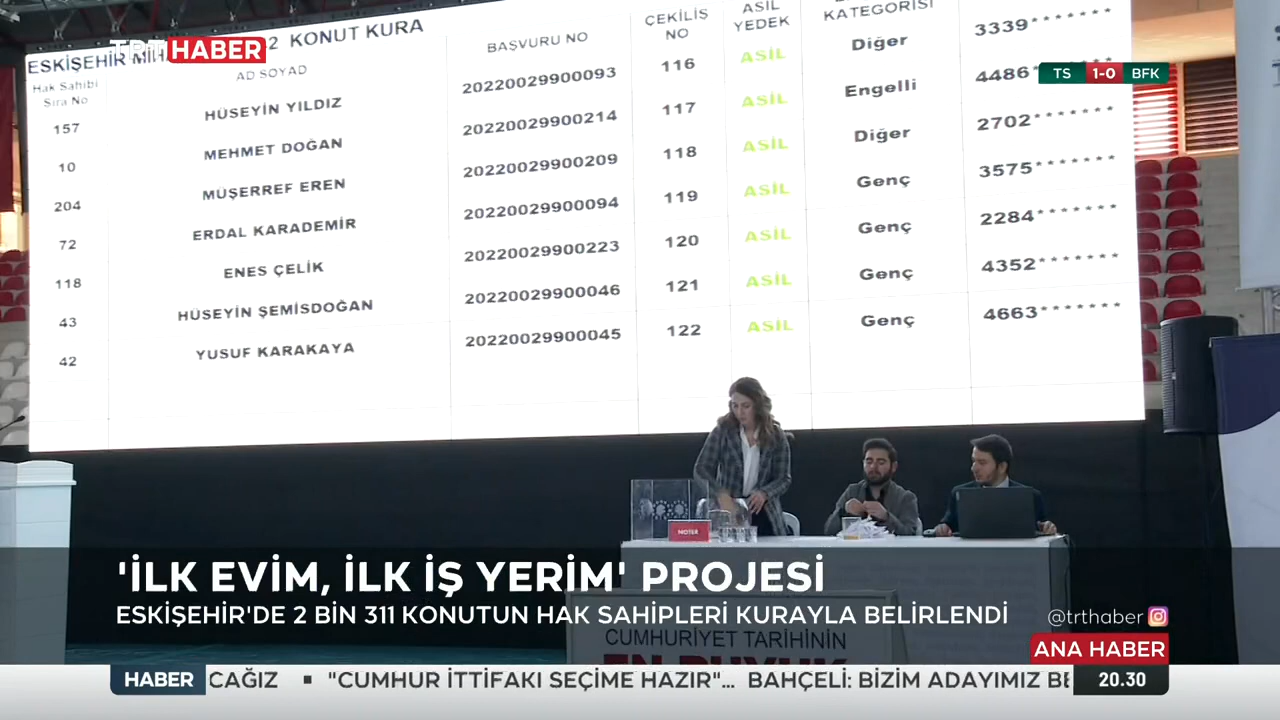 TRT HABER
ESKİŞEHİR MİHA 2 KONUT KURA
Hak Sahibi Sıra No AD SOYAD BAŞVURU NO ÇEKİLİŞ NO ASİL YEDEK KATEGORİSİ
157 HÜSEYİN YILDIZ 20220029900093 116 ASİL Diğer 3339*******
10 MEHMET DOĞAN 20220029900214 117 ASİL Engelli 4486*******
204 MÜŞERREF EREN 20220029900209 118 ASİL Diğer 2702*******
72 ERDAL KARADEMİR 20220029900094 119 ASİL Genç 3575*******
118 ENES ÇELİK 20220029900223 120 ASİL Genç 2284*******
43 HÜSEYİN ŞEMİSDOĞAN 20220029900046 121 ASİL Genç 4352*******
42 YUSUF KARAKAYA 20220029900045 122 ASİL Genç 4663*******
TS 1-0 BFK
NOTER
'İLK EVİM, İLK İŞ YERİM' PROJESİ
ESKİŞEHİR'DE 2 BİN 311 KONUTUN HAK SAHİPLERİ KURAYLA BELİRLENDİ
@trthaber
CUMHURİYET TARİHİNİN
EN BÜYÜK
ANA HABER
HABER CAĞIZ ▪ "CUMHUR İTTİFAKI SEÇİME HAZIR"... BAHÇELİ: BİZİM ADAYIMIZ BE
20.30